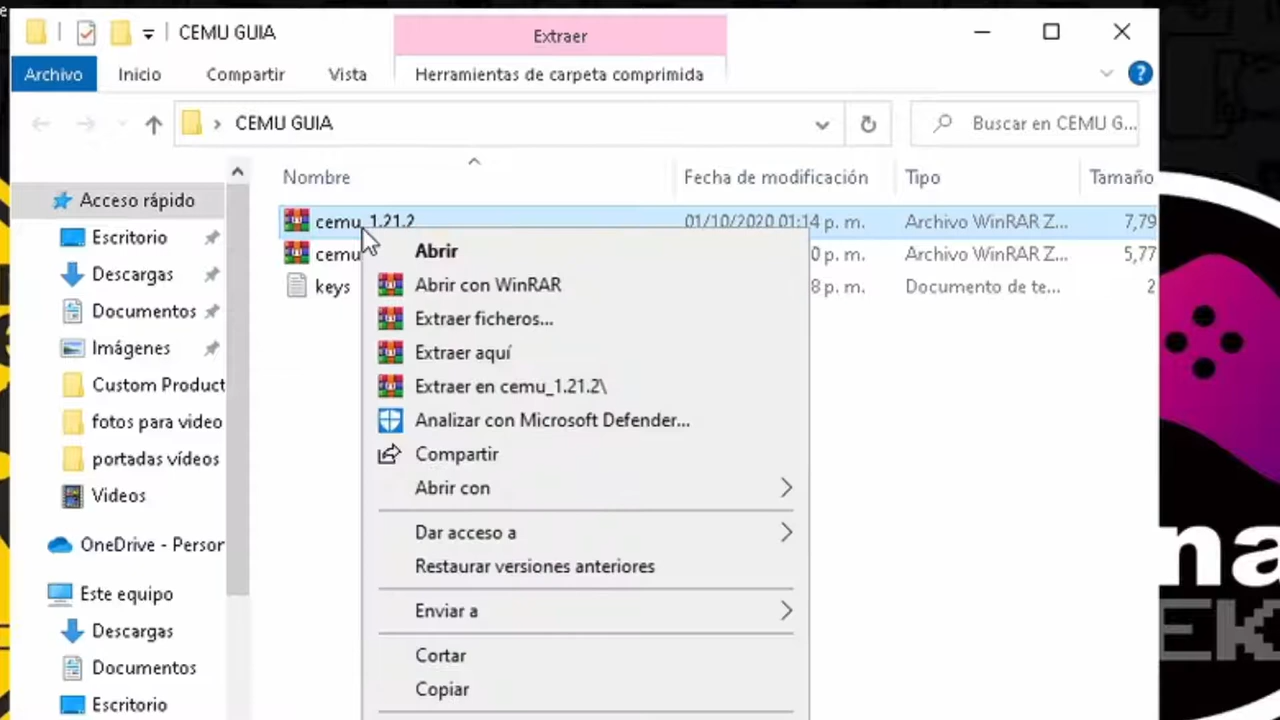 CEMU GUIA
Extraer
Archivo
Inicio
Compartir
Vista
Herramientas de carpeta comprimida
CEMU GUIA
Buscar en CEMU G...
Nombre
Fecha de modificación
Tipo
Tamaño
Acceso rápido
Escritorio
Descargas
Documentos
Imágenes
Custom Product
fotos para video
portadas vídeos
Videos
OneDrive - Person
Este equipo
Descargas
Documentos
Escritorio
cemu_1.21.2
01/10/2020 01:14 p. m.
Archivo WinRAR Z...
7,79
cemu
0 p. m.
Archivo WinRAR Z...
5,77
keys
8 p. m.
Documento de te...
2
Abrir
Abrir con WinRAR
Extraer ficheros...
Extraer aquí
Extraer en cemu_1.21.2\
Analizar con Microsoft Defender...
Compartir
Abrir con
Dar acceso a
Restaurar versiones anteriores
Enviar a
Cortar
Copiar
na
EK